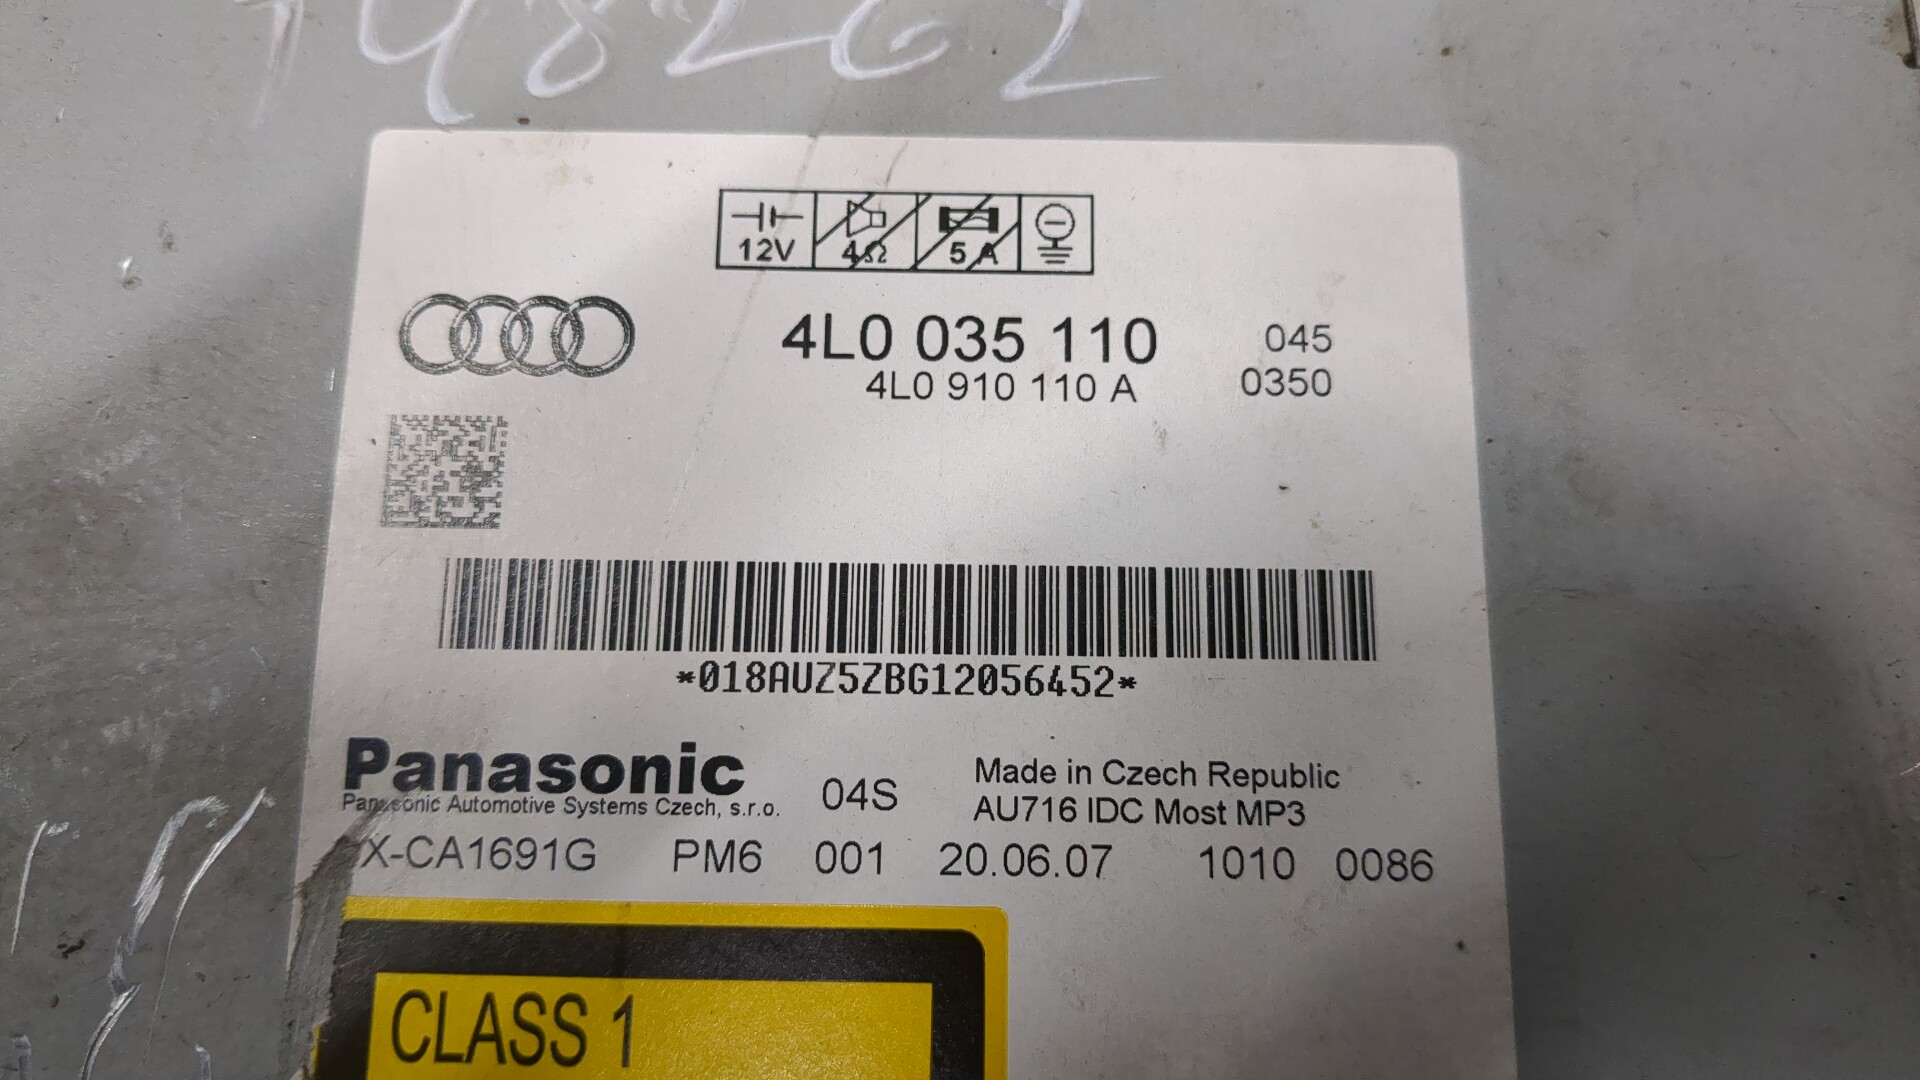 748262
12V 4Ω 5 A
4L0 035 110 045
4L0 910 110 A 0350
*018AUZ5ZBG12056452*
Panasonic
Panasonic Automotive Systems Czech, s.r.o. 04S
Made in Czech Republic
AU716 IDC Most MP3
X-CA1691G PM6 001 20.06.07 1010 0086
CLASS 1